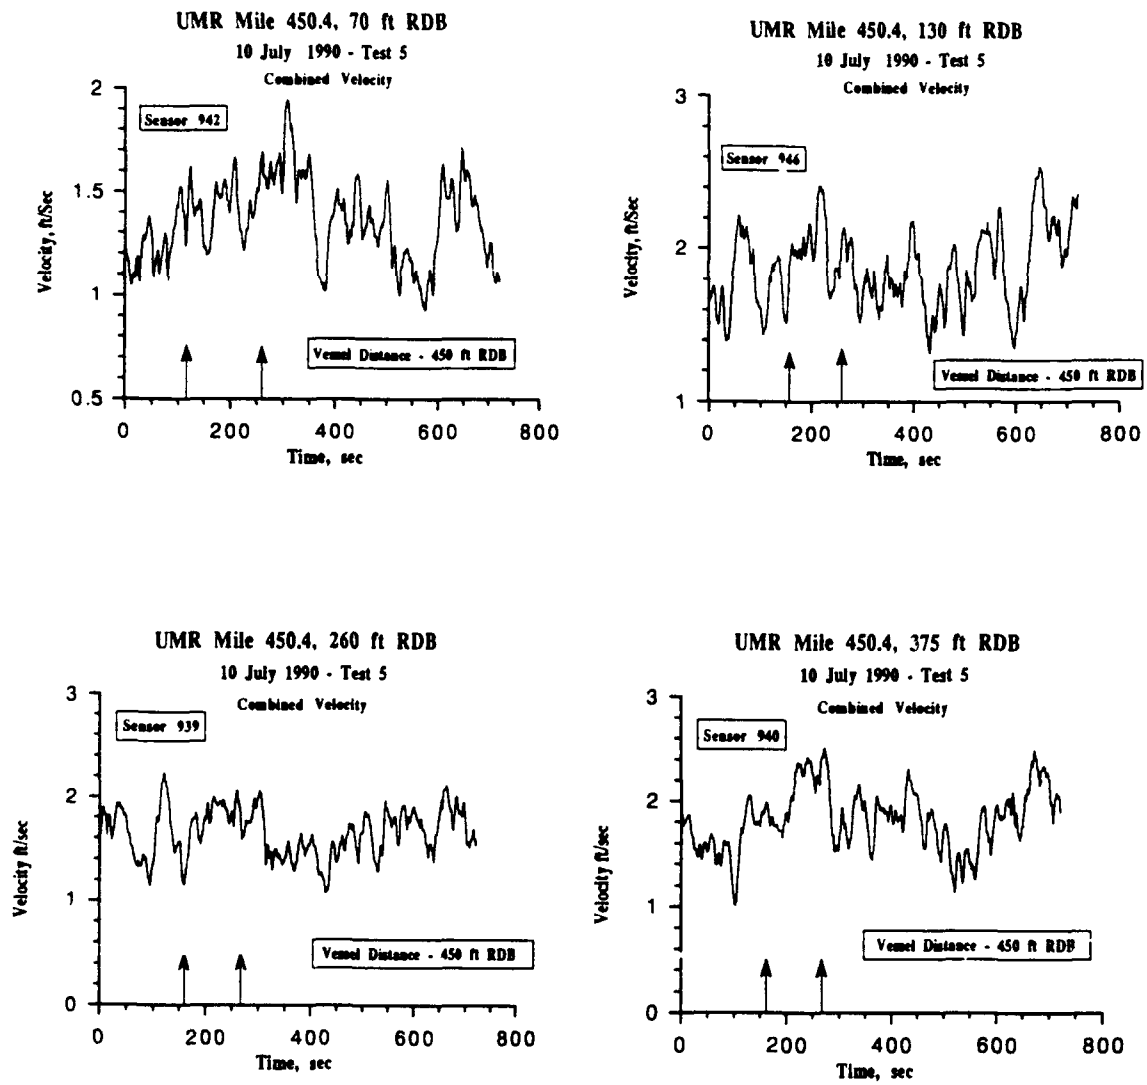 UMR Mile 450.4, 70 ft RDB
10 July 1990 - Test 5
Combined Velocity
2
Sensor 942
1.5
Velocity, ft/Sec
1
Vessel Distance - 450 ft RDB
0.5
0 200 400 600 800
Time, sec
UMR Mile 450.4, 130 ft RDB
10 July 1990 - Test 5
Combined Velocity
3
Sensor 946
2
Velocity, ft/Sec
Vessel Distance - 450 ft RDB
1
0 200 400 600 800
Time, sec
UMR Mile 450.4, 260 ft RDB
10 July 1990 - Test 5
Combined Velocity
3
Sensor 939
2
Velocity ft/sec
1
Vessel Distance - 450 ft RDB
0
0 200 400 600 800
Time, sec
UMR Mile 450.4, 375 ft RDB
10 July 1990 - Test 5
Combined Velocity
3
Sensor 940
2
Velocity ft/sec
1
Vessel Distance - 450 ft RDB
0
0 200 400 600 800
Time, sec